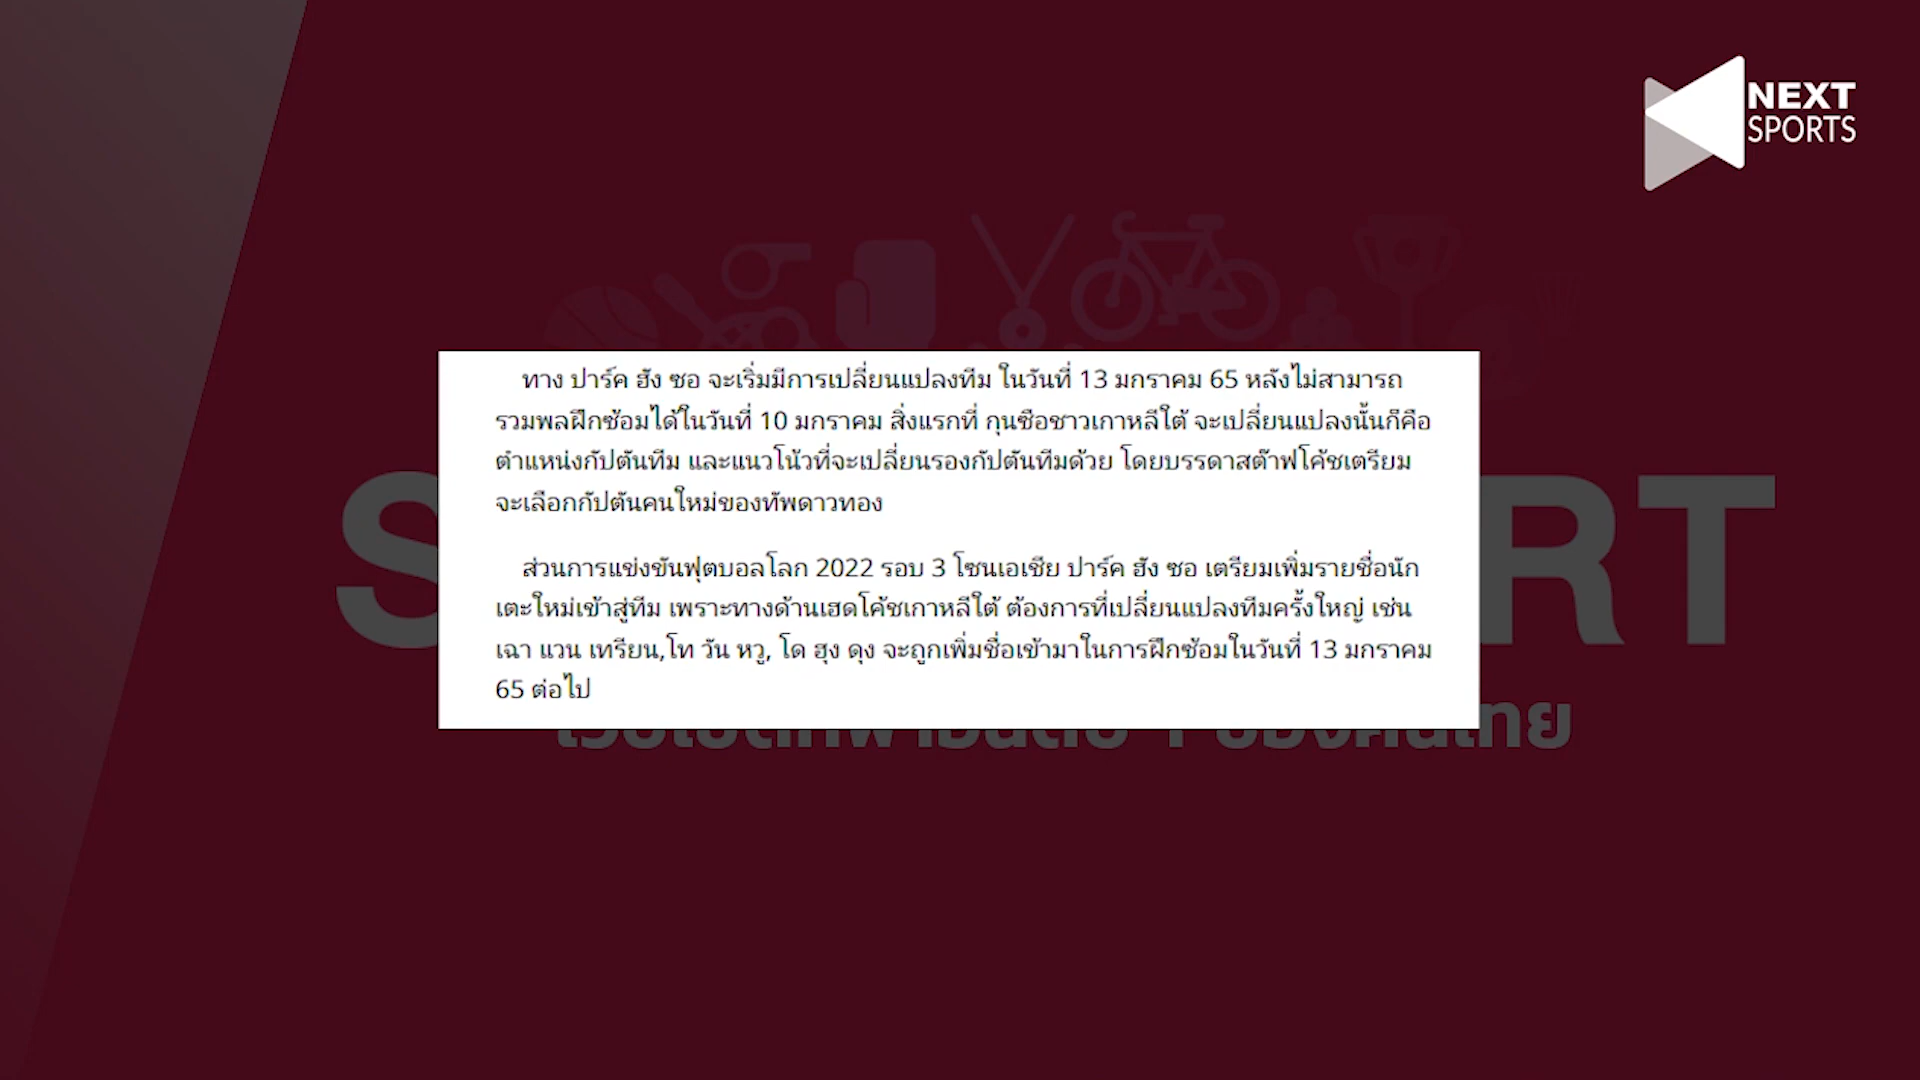 NEXT
SPORTS
ทาง ปาร์ค ฮัง ซอ จะเริ่มมีการเปลี่ยนแปลงทีม ในวันที่ 13 มกราคม 65 หลังไม่สามารถ
รวมพลฝึกซ้อมได้ในวันที่ 10 มกราคม สิ่งแรกที่ กุนซือชาวเกาหลีใต้ จะเปลี่ยนแปลงนั้นก็คือ
ตำแหน่งกัปตันทีม และแนวโน้วที่จะเปลี่ยนรองกัปตันทีมด้วย โดยบรรดาสต๊าฟโค้ชเตรียม
จะเลือกกัปตันคนใหม่ของทัพดาวทอง
ส่วนการแข่งขันฟุตบอลโลก 2022 รอบ 3 โซนเอเชีย ปาร์ค ฮัง ซอ เตรียมเพิ่มรายชื่อนัก
เตะใหม่เข้าสู่ทีม เพราะทางด้านเฮดโค้ชเกาหลีใต้ ต้องการที่เปลี่ยนแปลงทีมครั้งใหญ่ เช่น
เฉา แวน เทรียน,โท วัน หวู, โด ฮุง ดุง จะถูกเพิ่มชื่อเข้ามาในการฝึกซ้อมในวันที่ 13 มกราคม
65 ต่อไป